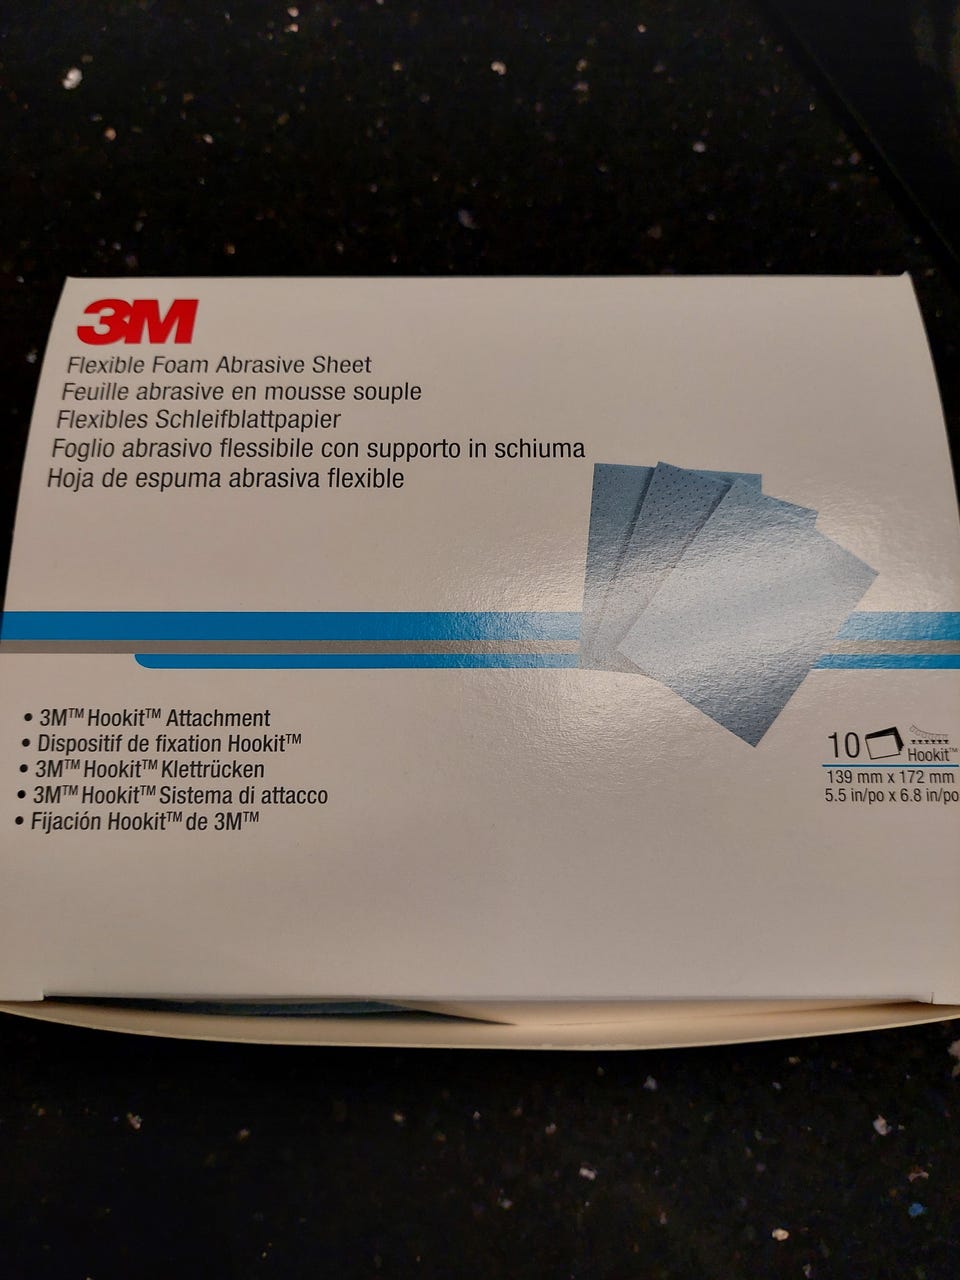 3M
Flexible Foam Abrasive Sheet
Feuille abrasive en mousse souple
Flexibles Schleifblattpapier
Foglio abrasivo flessibile con supporto in schiuma
Hoja de espuma abrasiva flexible
• 3M™ Hookit™ Attachment
• Dispositif de fixation Hookit™
• 3M™ Hookit™ Klettrücken
• 3M™ Hookit™ Sistema di attacco
• Fijación Hookit™ de 3M™
10 Hookit™
139 mm x 172 mm
5.5 in/po x 6.8 in/po